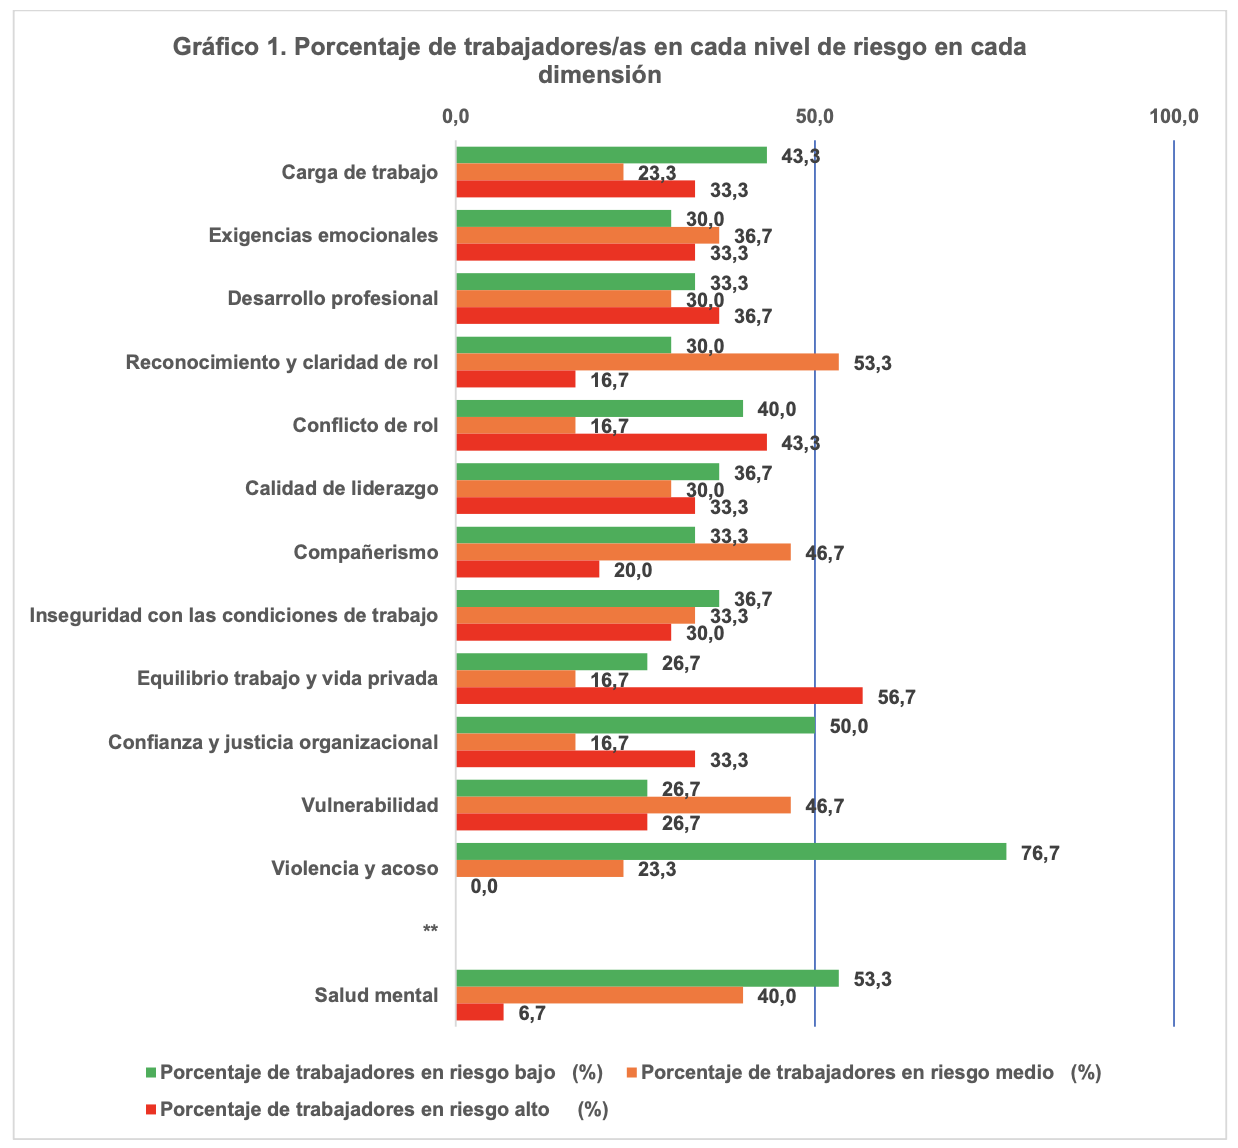 Gráfico 1. Porcentaje de trabajadores/as en cada nivel de riesgo en cada
dimensión
0,0 50,0 100,0
Carga de trabajo
43,3
23,3
33,3
Exigencias emocionales
30,0
36,7
33,3
Desarrollo profesional
33,3
30,0
36,7
Reconocimiento y claridad de rol
30,0
53,3
16,7
Conflicto de rol
40,0
16,7
43,3
Calidad de liderazgo
36,7
30,0
33,3
Compañerismo
33,3
46,7
20,0
Inseguridad con las condiciones de trabajo
36,7
33,3
30,0
Equilibrio trabajo y vida privada
26,7
16,7
56,7
Confianza y justicia organizacional
50,0
16,7
33,3
Vulnerabilidad
26,7
46,7
26,7
Violencia y acoso
76,7
23,3
0,0
**
Salud mental
53,3
40,0
6,7
Porcentaje de trabajadores en riesgo bajo (%) Porcentaje de trabajadores en riesgo medio (%)
Porcentaje de trabajadores en riesgo alto (%)